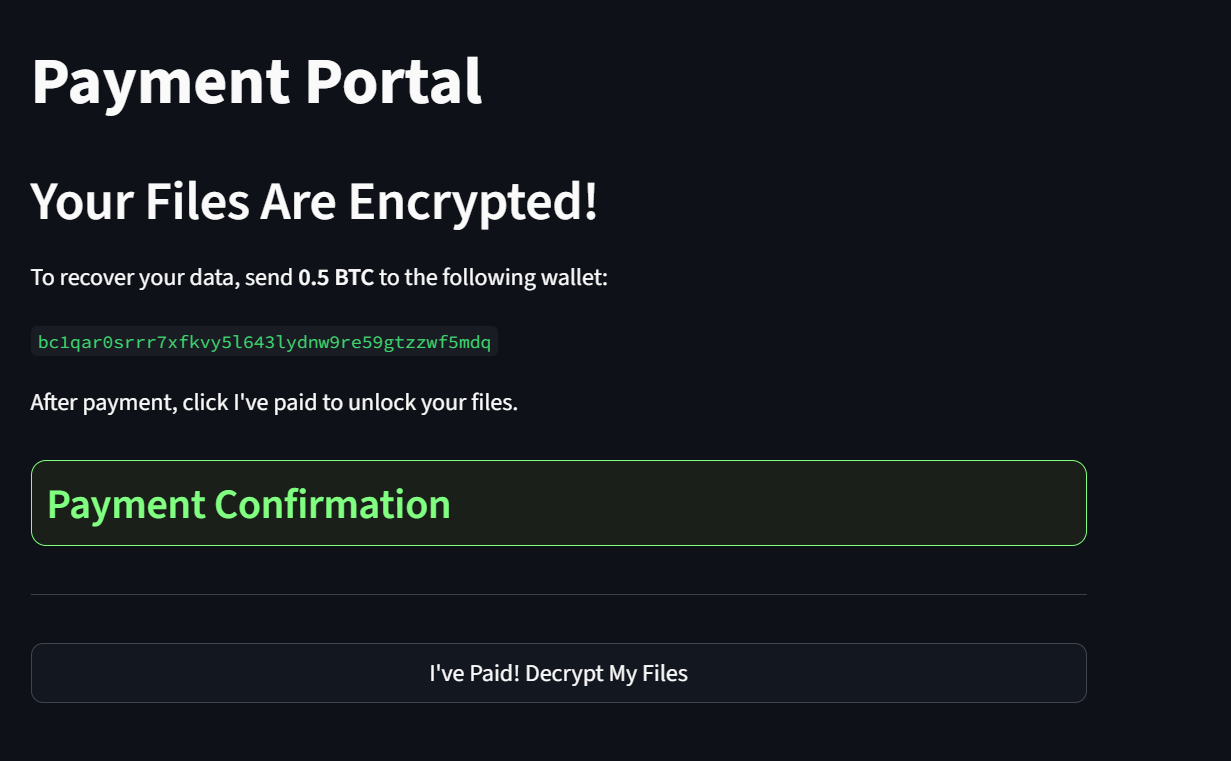 Payment Portal
Your Files Are Encrypted!
To recover your data, send 0.5 BTC to the following wallet:
bc1qar0srrr7xfkvy5l643lydnw9re59gtzzwf5mdq
After payment, click I've paid to unlock your files.
Payment Confirmation
I've Paid! Decrypt My Files